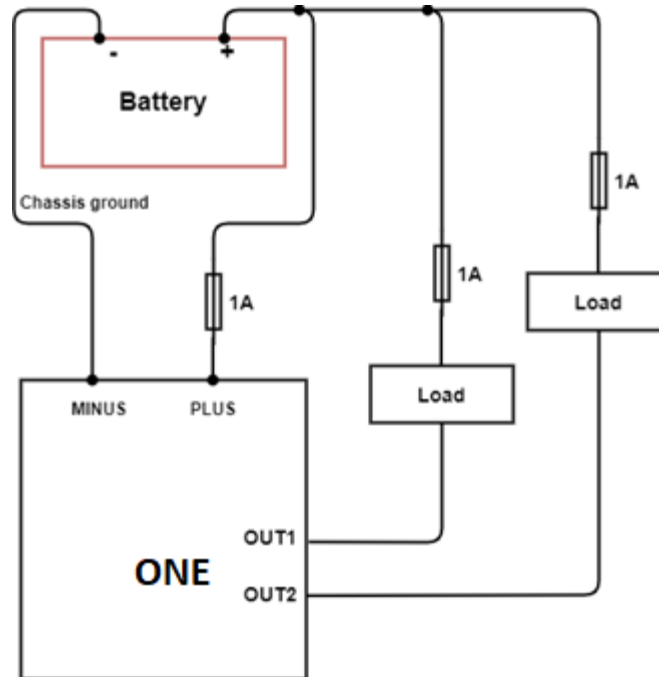 - +
Battery
Chassis ground
1A
1A
1A
Load
Load
MINUS PLUS
OUT1
ONE
OUT2